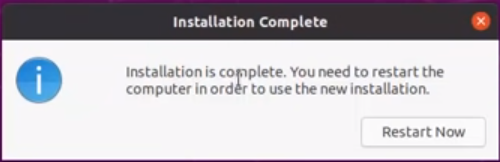 Installation Complete
Installation is complete. You need to restart the
computer in order to use the new installation.
Restart Now